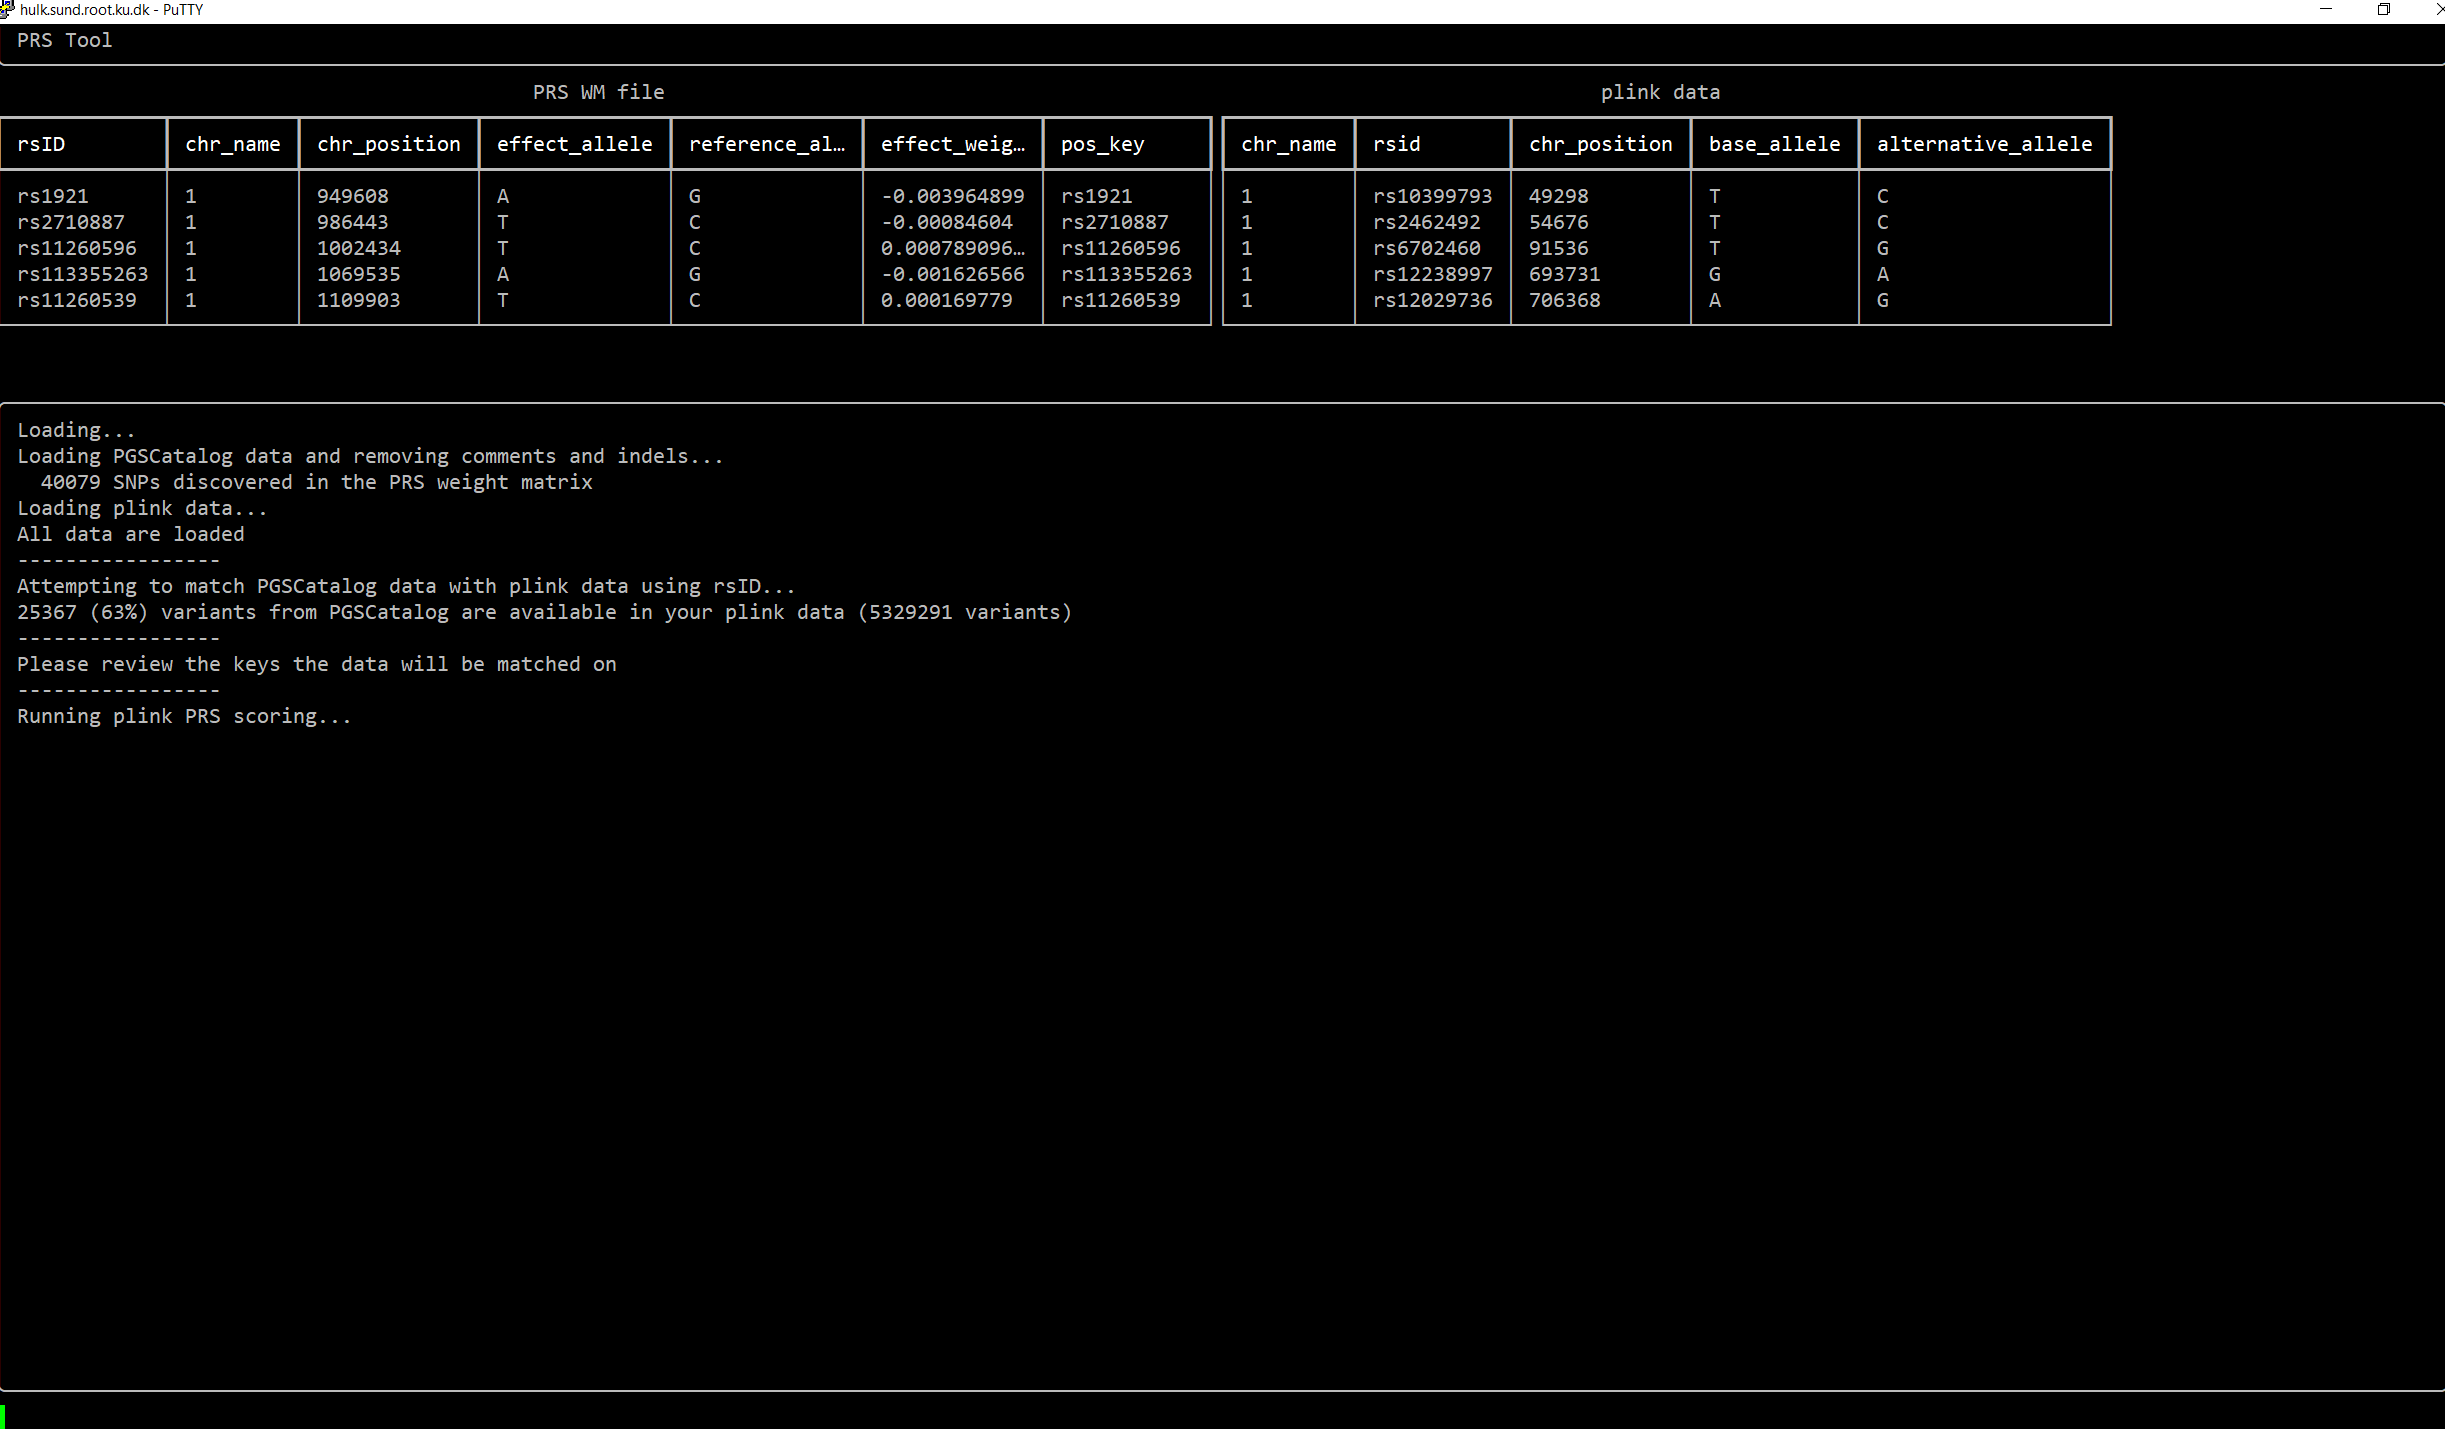 hulk.sund.root.ku.dk - PuTTY
PRS Tool
PRS WM file plink data
rsID chr_name chr_position effect_allele reference_al… effect_weig… pos_key chr_name rsid chr_position base_allele alternative_allele
rs1921 1 949608 A G -0.003964899 rs1921 1 rs10399793 49298 T C
rs2710887 1 986443 T C -0.00084604 rs2710887 1 rs2462492 54676 T C
rs11260596 1 1002434 T C 0.000789096… rs11260596 1 rs6702460 91536 T G
rs113355263 1 1069535 A G -0.001626566 rs113355263 1 rs12238997 693731 G A
rs11260539 1 1109903 T C 0.000169779 rs11260539 1 rs12029736 706368 A G
Loading...
Loading PGSCatalog data and removing comments and indels...
40079 SNPs discovered in the PRS weight matrix
Loading plink data...
All data are loaded
-----------------
Attempting to match PGSCatalog data with plink data using rsID...
25367 (63%) variants from PGSCatalog are available in your plink data (5329291 variants)
-----------------
Please review the keys the data will be matched on
-----------------
Running plink PRS scoring...